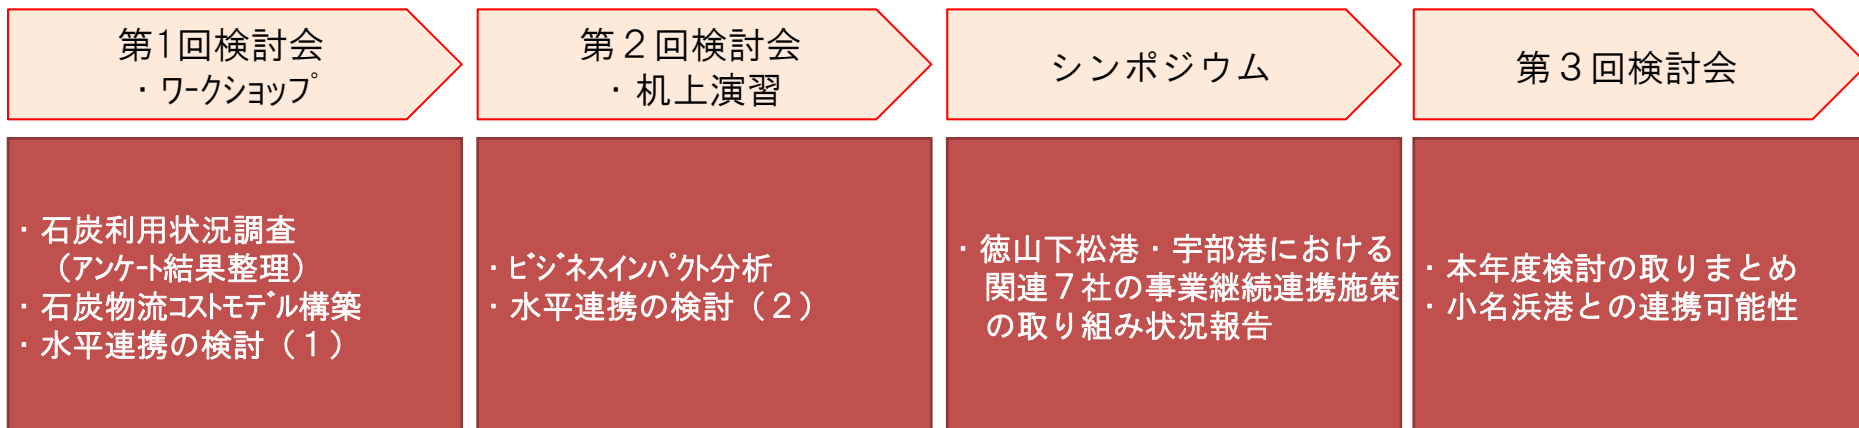 第1回検討会
・ﾜｰｸｼｮｯﾌﾟ
第２回検討会
・机上演習
シンポジウム
第３回検討会
・石炭利用状況調査
（ｱﾝｹｰﾄ結果整理）
・石炭物流ｺｽﾄﾓﾃﾞﾙ構築
・水平連携の検討（１）
・ﾋﾞｼﾞﾈｽｲﾝﾊﾟｸﾄ分析
・水平連携の検討（２）
・徳山下松港・宇部港における
関連７社の事業継続連携施策
の取り組み状況報告
・本年度検討の取りまとめ
・小名浜港との連携可能性